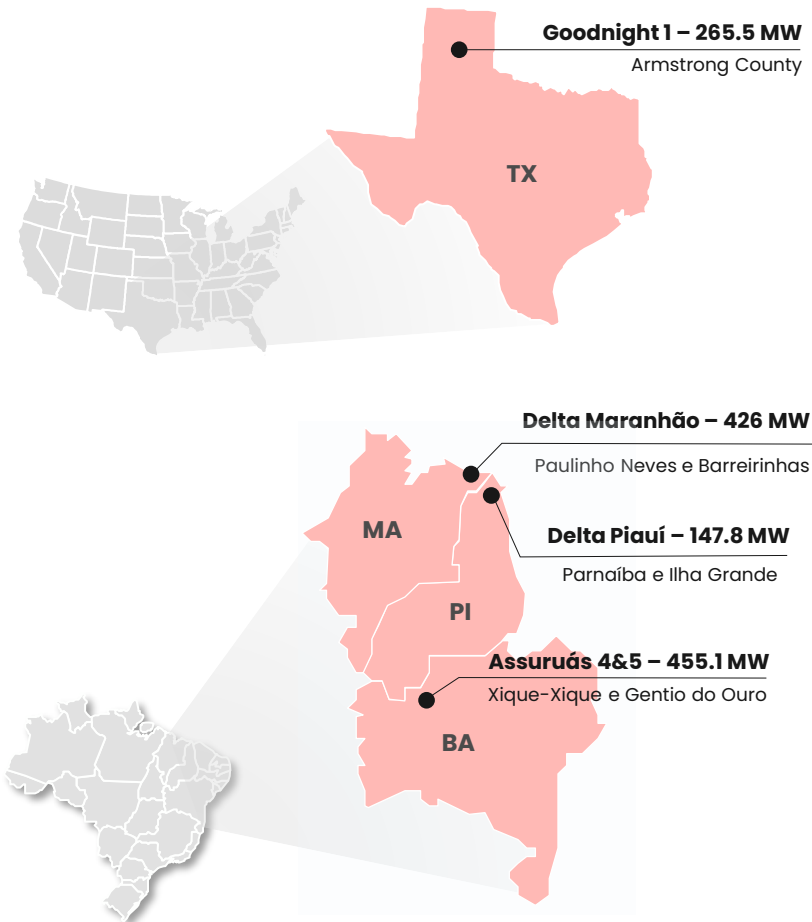 Goodnight 1 – 265.5 MW
Armstrong County
TX
Delta Maranhão – 426 MW
Paulinho Neves e Barreirinhas
MA
Delta Piauí – 147.8 MW
Parnaíba e Ilha Grande
PI
Assuruás 4&5 – 455.1 MW
Xique-Xique e Gentio do Ouro
BA